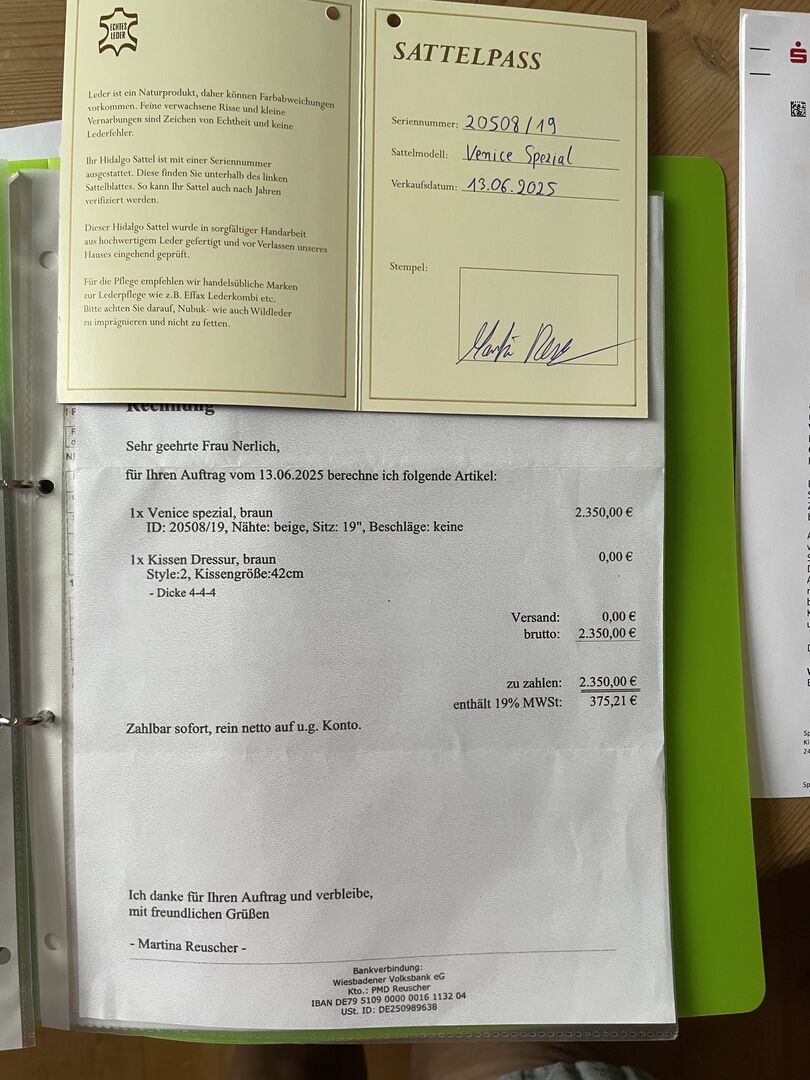 ECHTES
LEDER
Leder ist ein Naturprodukt, daher können Farbabweichungen
vorkommen. Feine verwachsene Risse und kleine
Vernarbungen sind Zeichen von Echtheit und keine
Lederfehler.
Ihr Hidalgo Sattel ist mit einer Seriennummer
ausgestattet. Diese finden Sie unterhalb des linken
Sattelblattes. So kann Ihr Sattel auch nach Jahren
verifiziert werden.
Dieser Hidalgo Sattel wurde in sorgfältiger Handarbeit
aus hochwertigem Leder gefertigt und vor Verlassen unseres
Hauses eingehend geprüft.
Für die Pflege empfehlen wir handelsübliche Marken
zur Lederpflege wie z.B. Effax Lederkombi etc.
Bitte achten Sie darauf, Nubuk- wie auch Wildleder
zu imprägnieren und nicht zu fetten.
SATTELPASS
Seriennummer: 20508/19
Sattelmodell: Venice Spezial
Verkaufsdatum: 13.06.2025
Stempel:
Rechnung
Sehr geehrte Frau Nerlich,
für Ihren Auftrag vom 13.06.2025 berechne ich folgende Artikel:
1x Venice spezial, braun 2.350,00 €
ID: 20508/19, Nähte: beige, Sitz: 19", Beschläge: keine
1x Kissen Dressur, braun 0,00 €
Style:2, Kissengröße:42cm
- Dicke 4-4-4
Versand: 0,00 €
brutto: 2.350,00 €
zu zahlen: 2.350,00 €
enthält 19% MWSt: 375,21 €
Zahlbar sofort, rein netto auf u.g. Konto.
Ich danke für Ihren Auftrag und verbleibe,
mit freundlichen Grüßen
- Martina Reuscher -
Bankverbindung:
Wiesbadener Volksbank eG
Kto.: PMD Reuscher
IBAN DE79 5109 0000 0016 1132 04
USt. ID: DE250989638